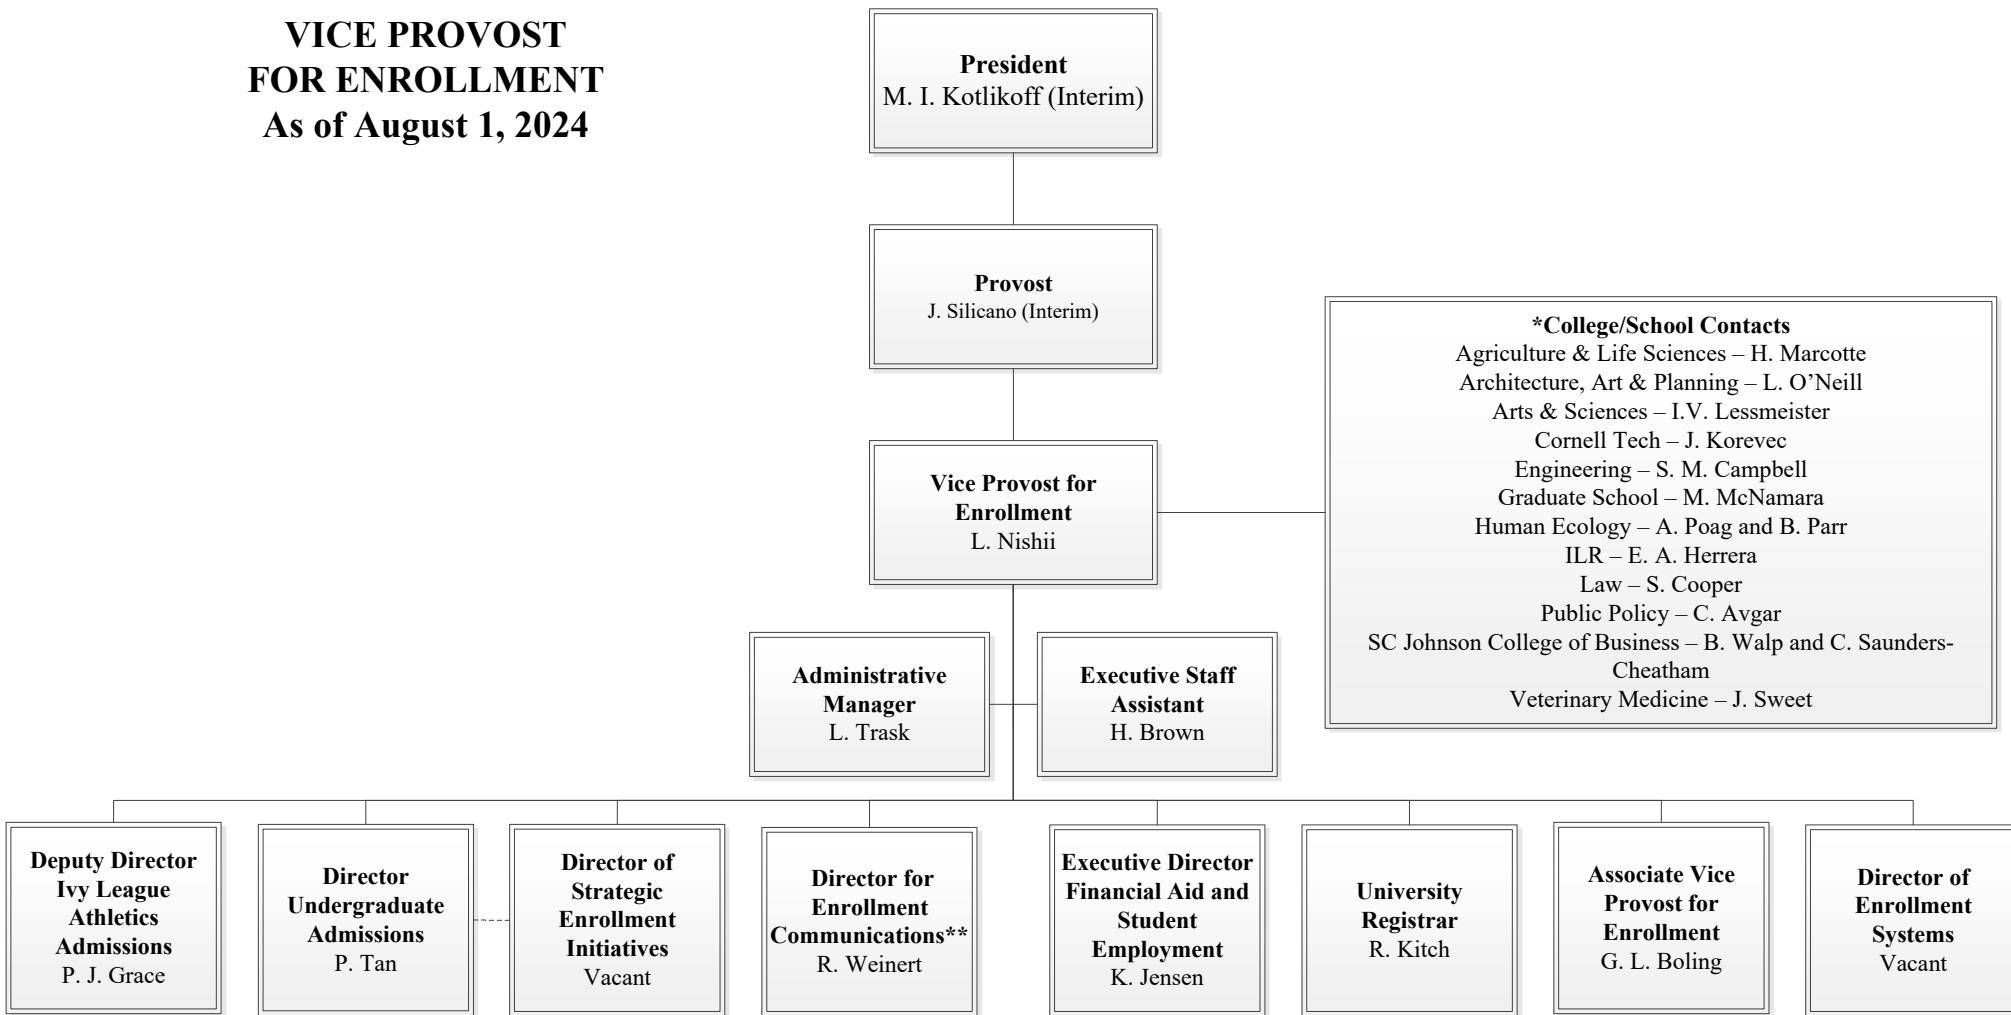 VICE PROVOST
FOR ENROLLMENT
As of August 1, 2024
President
M. I. Kotlikoff (Interim)
Provost
J. Silicano (Interim)
*College/School Contacts
Agriculture & Life Sciences – H. Marcotte
Architecture, Art & Planning – L. O’Neill
Arts & Sciences – I.V. Lessmeister
Cornell Tech – J. Korevec
Engineering – S. M. Campbell
Graduate School – M. McNamara
Human Ecology – A. Poag and B. Parr
ILR – E. A. Herrera
Law – S. Cooper
Public Policy – C. Avgar
SC Johnson College of Business – B. Walp and C. Saunders-
Cheatham
Veterinary Medicine – J. Sweet
Vice Provost for
Enrollment
L. Nishii
Administrative
Manager
L. Trask
Executive Staff
Assistant
H. Brown
Deputy Director
Ivy League
Athletics
Admissions
P. J. Grace
Director
Undergraduate
Admissions
P. Tan
Director of
Strategic
Enrollment
Initiatives
Vacant
Director for
Enrollment
Communications**
R. Weinert
Executive Director
Financial Aid and
Student
Employment
K. Jensen
University
Registrar
R. Kitch
Associate Vice
Provost for
Enrollment
G. L. Boling
Director of
Enrollment
Systems
Vacant